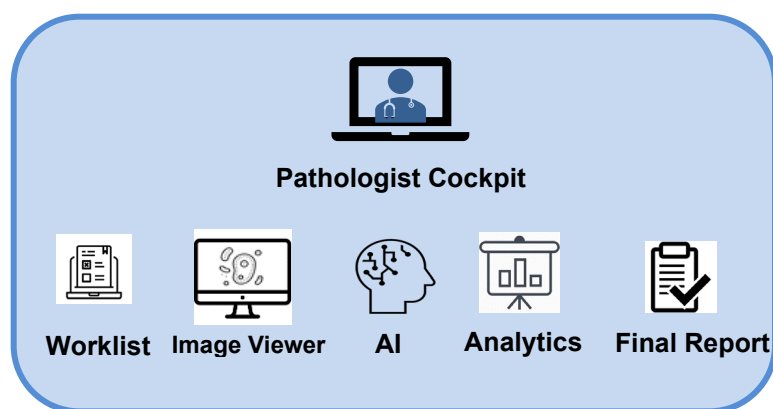 Pathologist Cockpit
Worklist
Image Viewer
AI
Analytics
Final Report